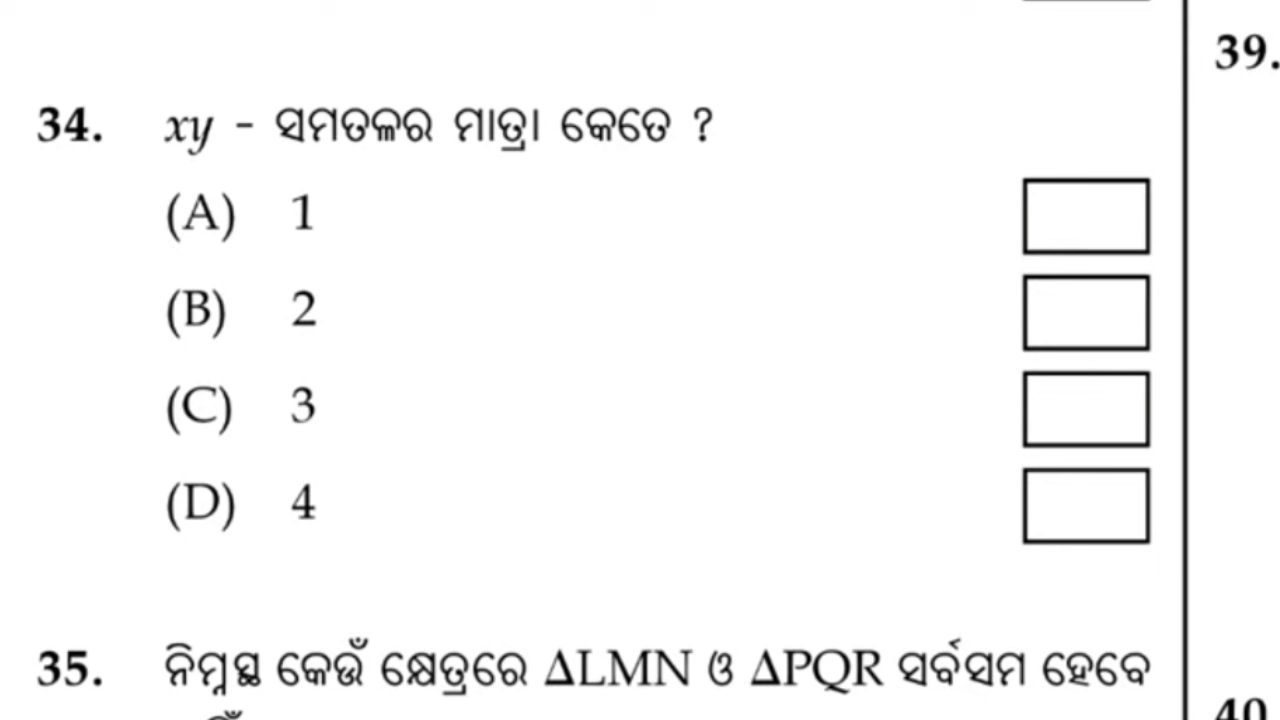 34. xy - ସମତଳର ମାତ୍ରା କେତେ ?
(A) 1
(B) 2
(C) 3
(D) 4
35. ନିମ୍ନସ୍ଥ କେଉଁ କ୍ଷେତ୍ରରେ ΔLMN ଓ ΔPQR ସର୍ବସମ ହେବେ
39.
40